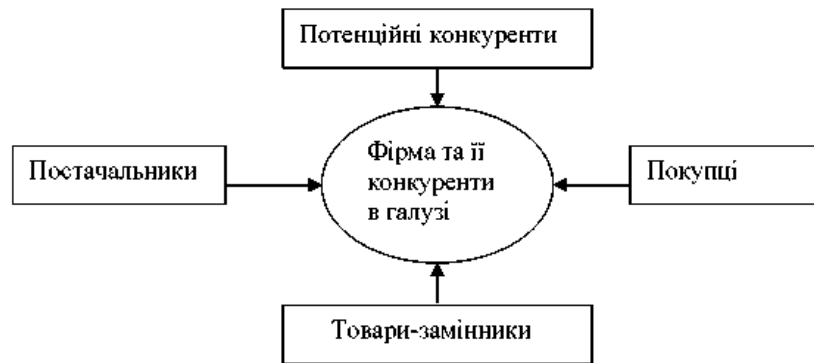 Потенційні конкуренти
Постачальники
Фірма та її
конкуренти
в галузі
Покупці
Товари-замінники